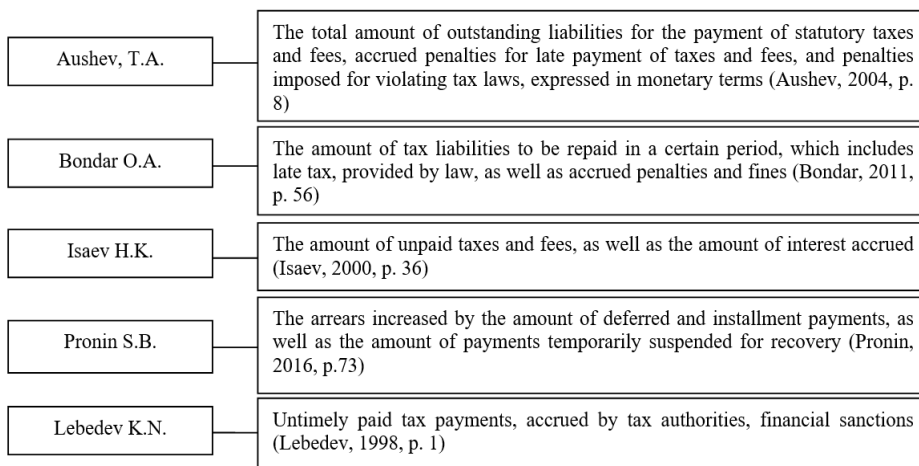 Aushev, T.A.
The total amount of outstanding liabilities for the payment of statutory taxes
and fees, accrued penalties for late payment of taxes and fees, and penalties
imposed for violating tax laws, expressed in monetary terms (Aushev, 2004, p.
8)
Bondar O.A.
The amount of tax liabilities to be repaid in a certain period, which includes
late tax, provided by law, as well as accrued penalties and fines (Bondar, 2011,
p. 56)
Isaev H.K.
The amount of unpaid taxes and fees, as well as the amount of interest accrued
(Isaev, 2000, p. 36)
Pronin S.B.
The arrears increased by the amount of deferred and installment payments, as
well as the amount of payments temporarily suspended for recovery (Pronin,
2016, p.73)
Lebedev K.N.
Untimely paid tax payments, accrued by tax authorities, financial sanctions
(Lebedev, 1998, p. 1)